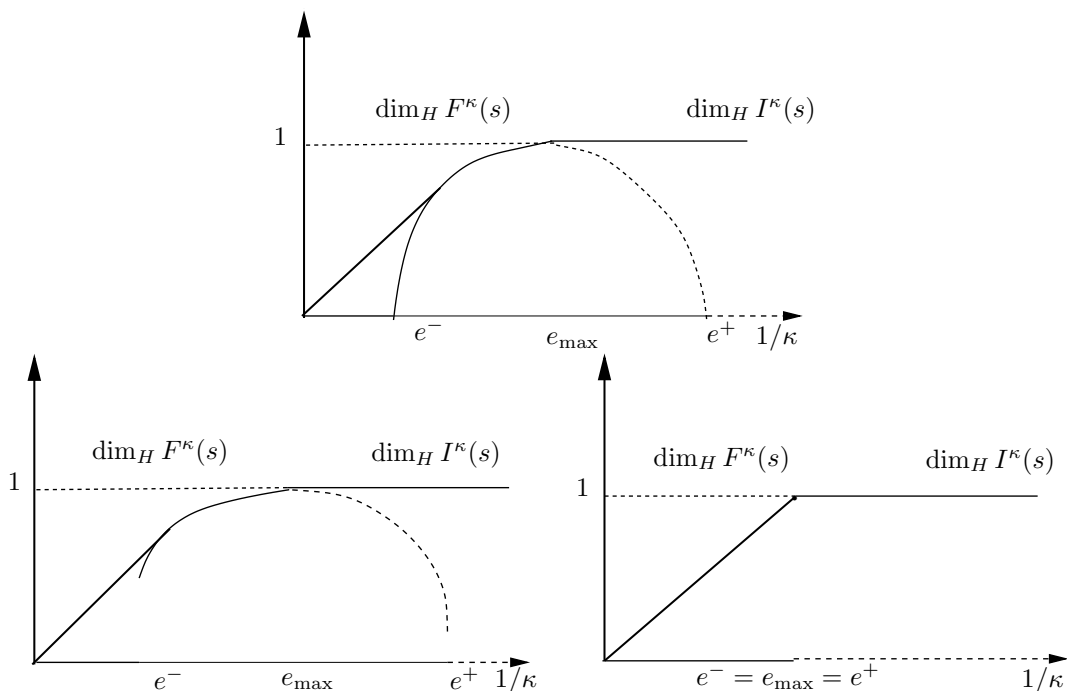 dim_H F^κ(s) dim_H I^κ(s)
1
e^− e_max e^+ 1/κ
dim_H F^κ(s) dim_H I^κ(s)
1
e^− e_max e^+ 1/κ
dim_H F^κ(s) dim_H I^κ(s)
1
e^− = e_max = e^+ 1/κ